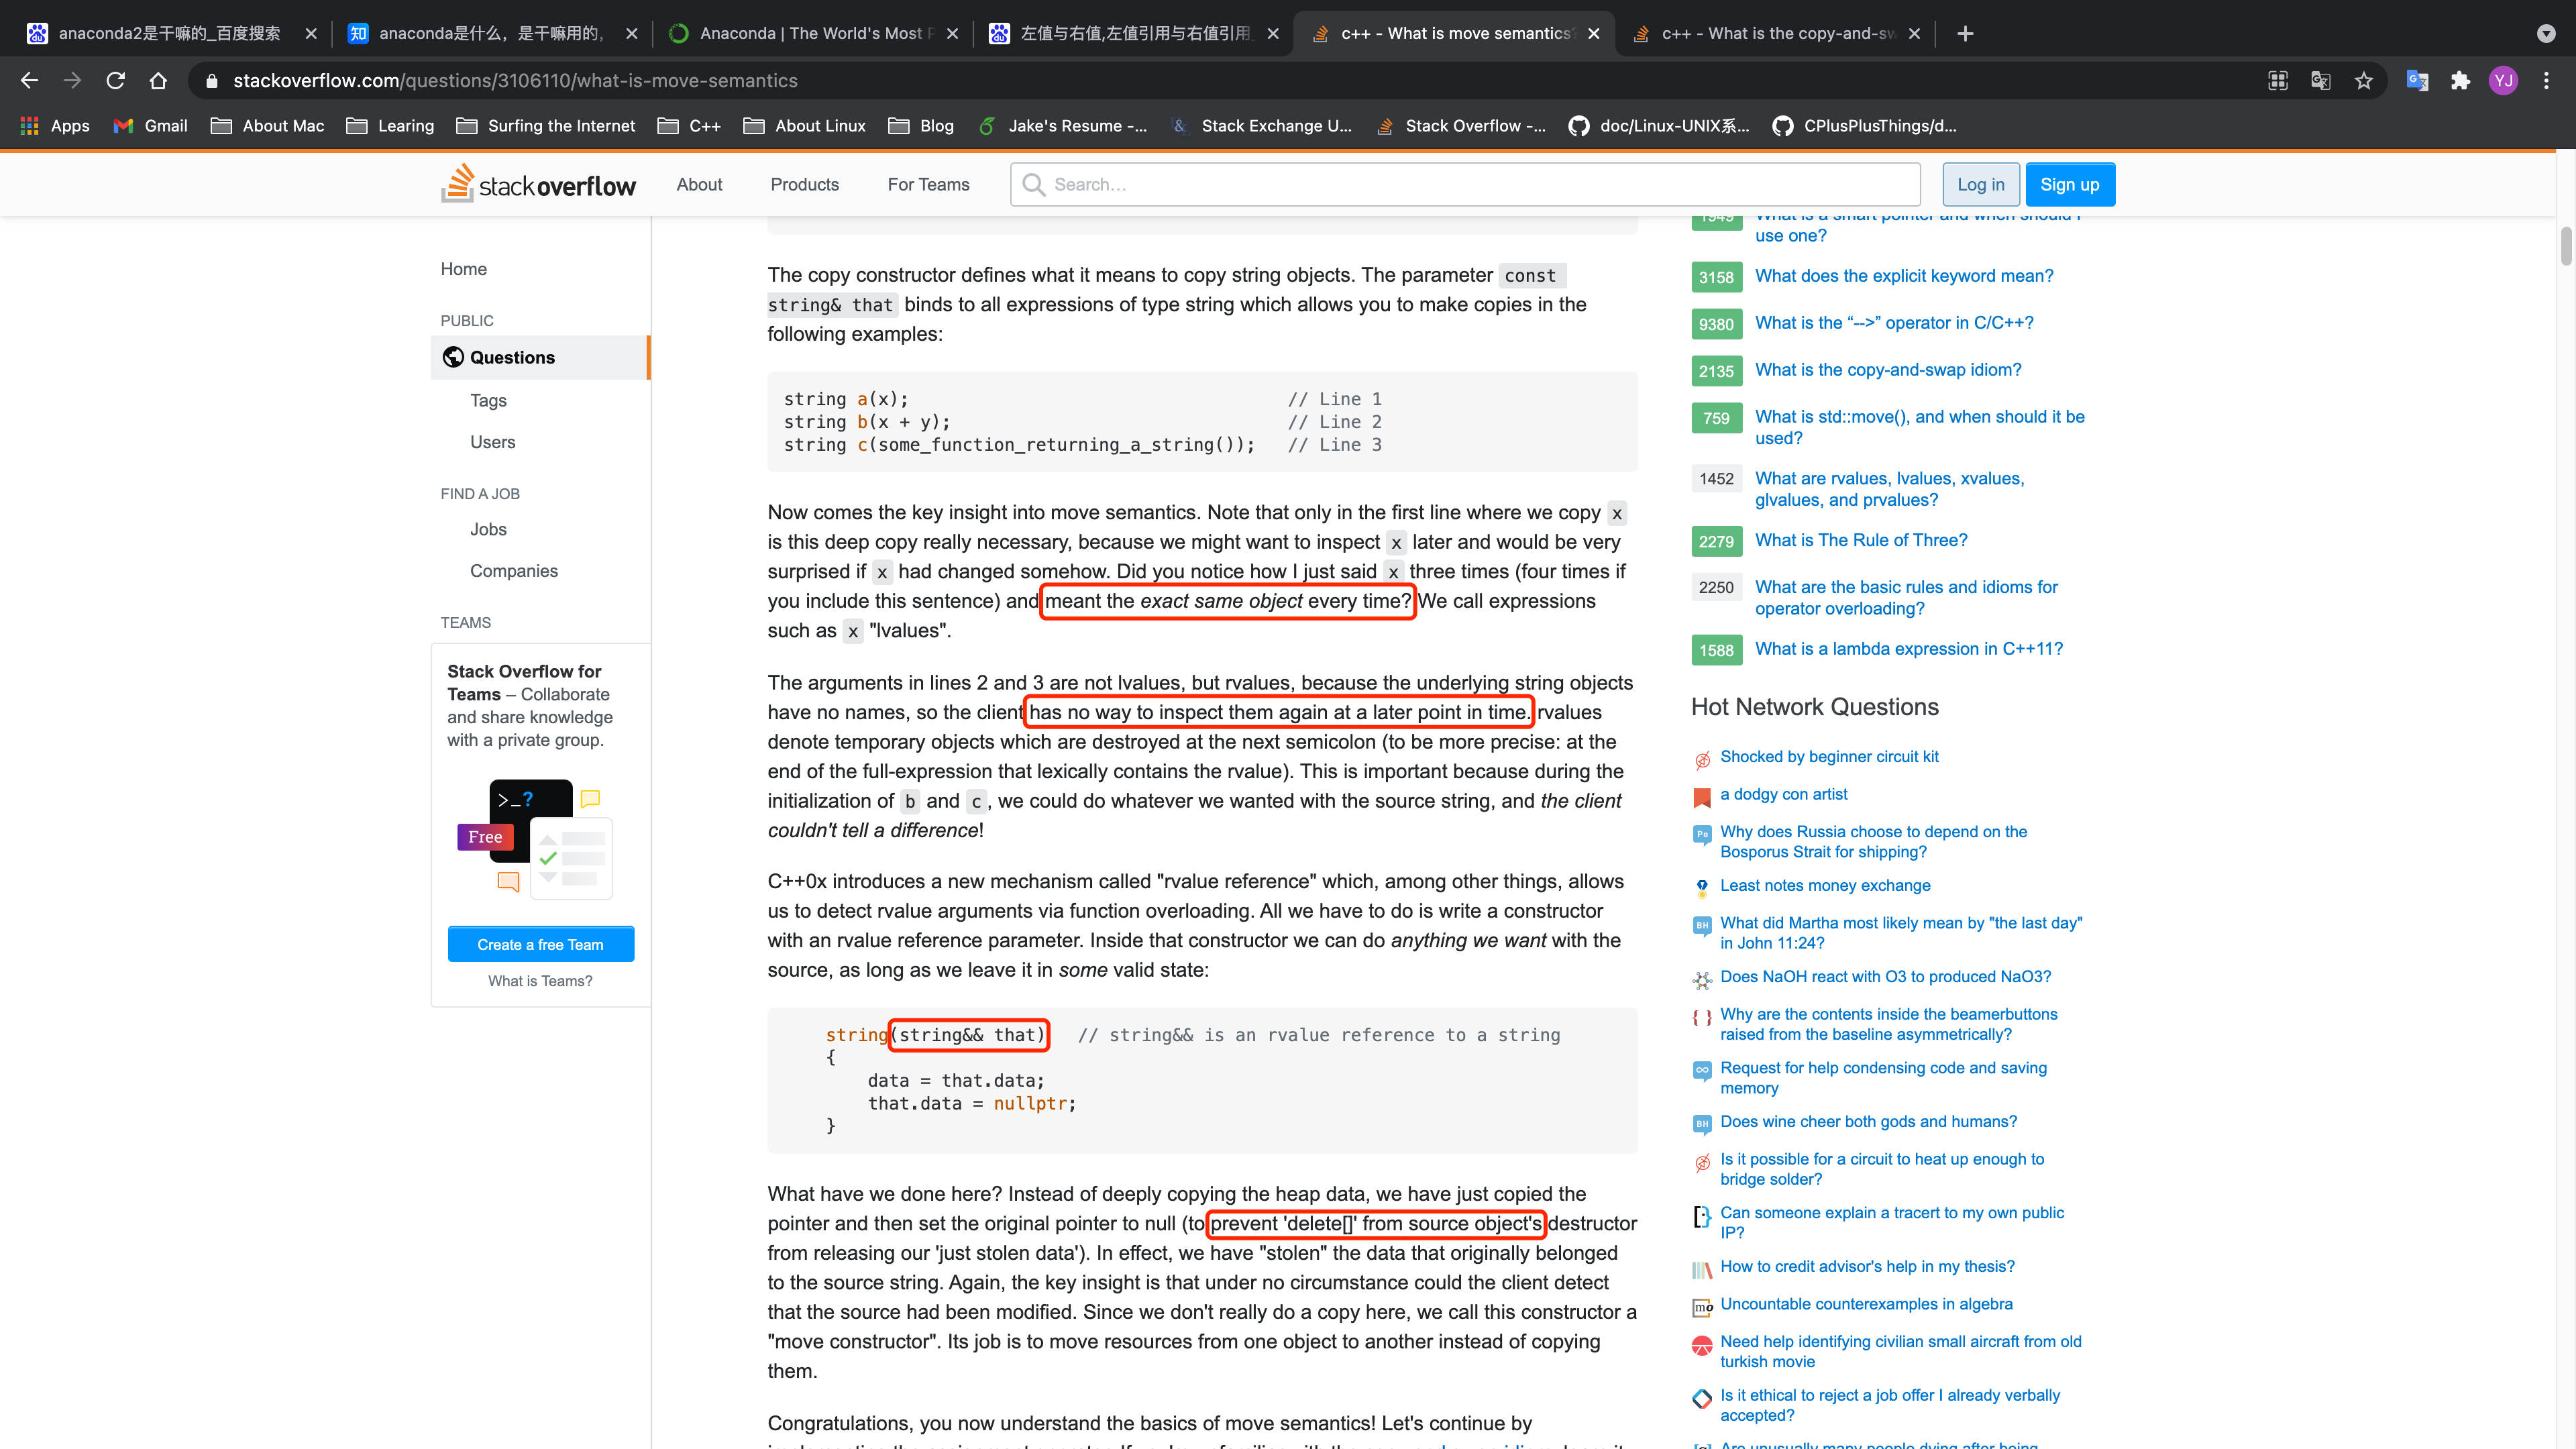 anaconda2是干嘛的_百度搜索
anaconda是什么，是干嘛用的，
Anaconda | The World's Most P
左值与右值,左值引用与右值引用_
c++ - What is move semantics?
c++ - What is the copy-and-sw
stackoverflow.com/questions/3106110/what-is-move-semantics
YJ
Apps
Gmail
About Mac
Learing
Surfing the Internet
C++
About Linux
Blog
Jake's Resume -...
Stack Exchange U...
Stack Overflow -...
doc/Linux-UNIX系...
CPlusPlusThings/d...
stackoverflow
About
Products
For Teams
Search...
Log in
Sign up
Home
PUBLIC
Questions
Tags
Users
FIND A JOB
Jobs
Companies
TEAMS
Stack Overflow for
Teams – Collaborate
and share knowledge
with a private group.
>_?
Free
Create a free Team
What is Teams?
The copy constructor defines what it means to copy string objects. The parameter const
string& that binds to all expressions of type string which allows you to make copies in the
following examples:
string a(x); // Line 1
string b(x + y); // Line 2
string c(some_function_returning_a_string()); // Line 3
Now comes the key insight into move semantics. Note that only in the first line where we copy x
is this deep copy really necessary, because we might want to inspect x later and would be very
surprised if x had changed somehow. Did you notice how I just said x three times (four times if
you include this sentence) and meant the exact same object every time? We call expressions
such as x "lvalues".
The arguments in lines 2 and 3 are not lvalues, but rvalues, because the underlying string objects
have no names, so the client has no way to inspect them again at a later point in time. rvalues
denote temporary objects which are destroyed at the next semicolon (to be more precise: at the
end of the full-expression that lexically contains the rvalue). This is important because during the
initialization of b and c, we could do whatever we wanted with the source string, and the client
couldn't tell a difference!
C++0x introduces a new mechanism called "rvalue reference" which, among other things, allows
us to detect rvalue arguments via function overloading. All we have to do is write a constructor
with an rvalue reference parameter. Inside that constructor we can do anything we want with the
source, as long as we leave it in some valid state:
string(string&& that) // string&& is an rvalue reference to a string
{
data = that.data;
that.data = nullptr;
}
What have we done here? Instead of deeply copying the heap data, we have just copied the
pointer and then set the original pointer to null (to prevent 'delete[]' from source object's destructor
from releasing our 'just stolen data'). In effect, we have "stolen" the data that originally belonged
to the source string. Again, the key insight is that under no circumstance could the client detect
that the source had been modified. Since we don't really do a copy here, we call this constructor a
"move constructor". Its job is to move resources from one object to another instead of copying
them.
Congratulations, you now understand the basics of move semantics! Let's continue by
1949 What is a smart pointer and when should I
use one?
3158 What does the explicit keyword mean?
9380 What is the “-->” operator in C/C++?
2135 What is the copy-and-swap idiom?
759 What is std::move(), and when should it be
used?
1452 What are rvalues, lvalues, xvalues,
glvalues, and prvalues?
2279 What is The Rule of Three?
2250 What are the basic rules and idioms for
operator overloading?
1588 What is a lambda expression in C++11?
Hot Network Questions
Shocked by beginner circuit kit
a dodgy con artist
Why does Russia choose to depend on the
Bosporus Strait for shipping?
Least notes money exchange
What did Martha most likely mean by "the last day"
in John 11:24?
Does NaOH react with O3 to produced NaO3?
Why are the contents inside the beamerbuttons
raised from the baseline asymmetrically?
Request for help condensing code and saving
memory
Does wine cheer both gods and humans?
Is it possible for a circuit to heat up enough to
bridge solder?
Can someone explain a tracert to my own public
IP?
How to credit advisor's help in my thesis?
Uncountable counterexamples in algebra
Need help identifying civilian small aircraft from old
turkish movie
Is it ethical to reject a job offer I already verbally
accepted?
Are unusually many people dying after being